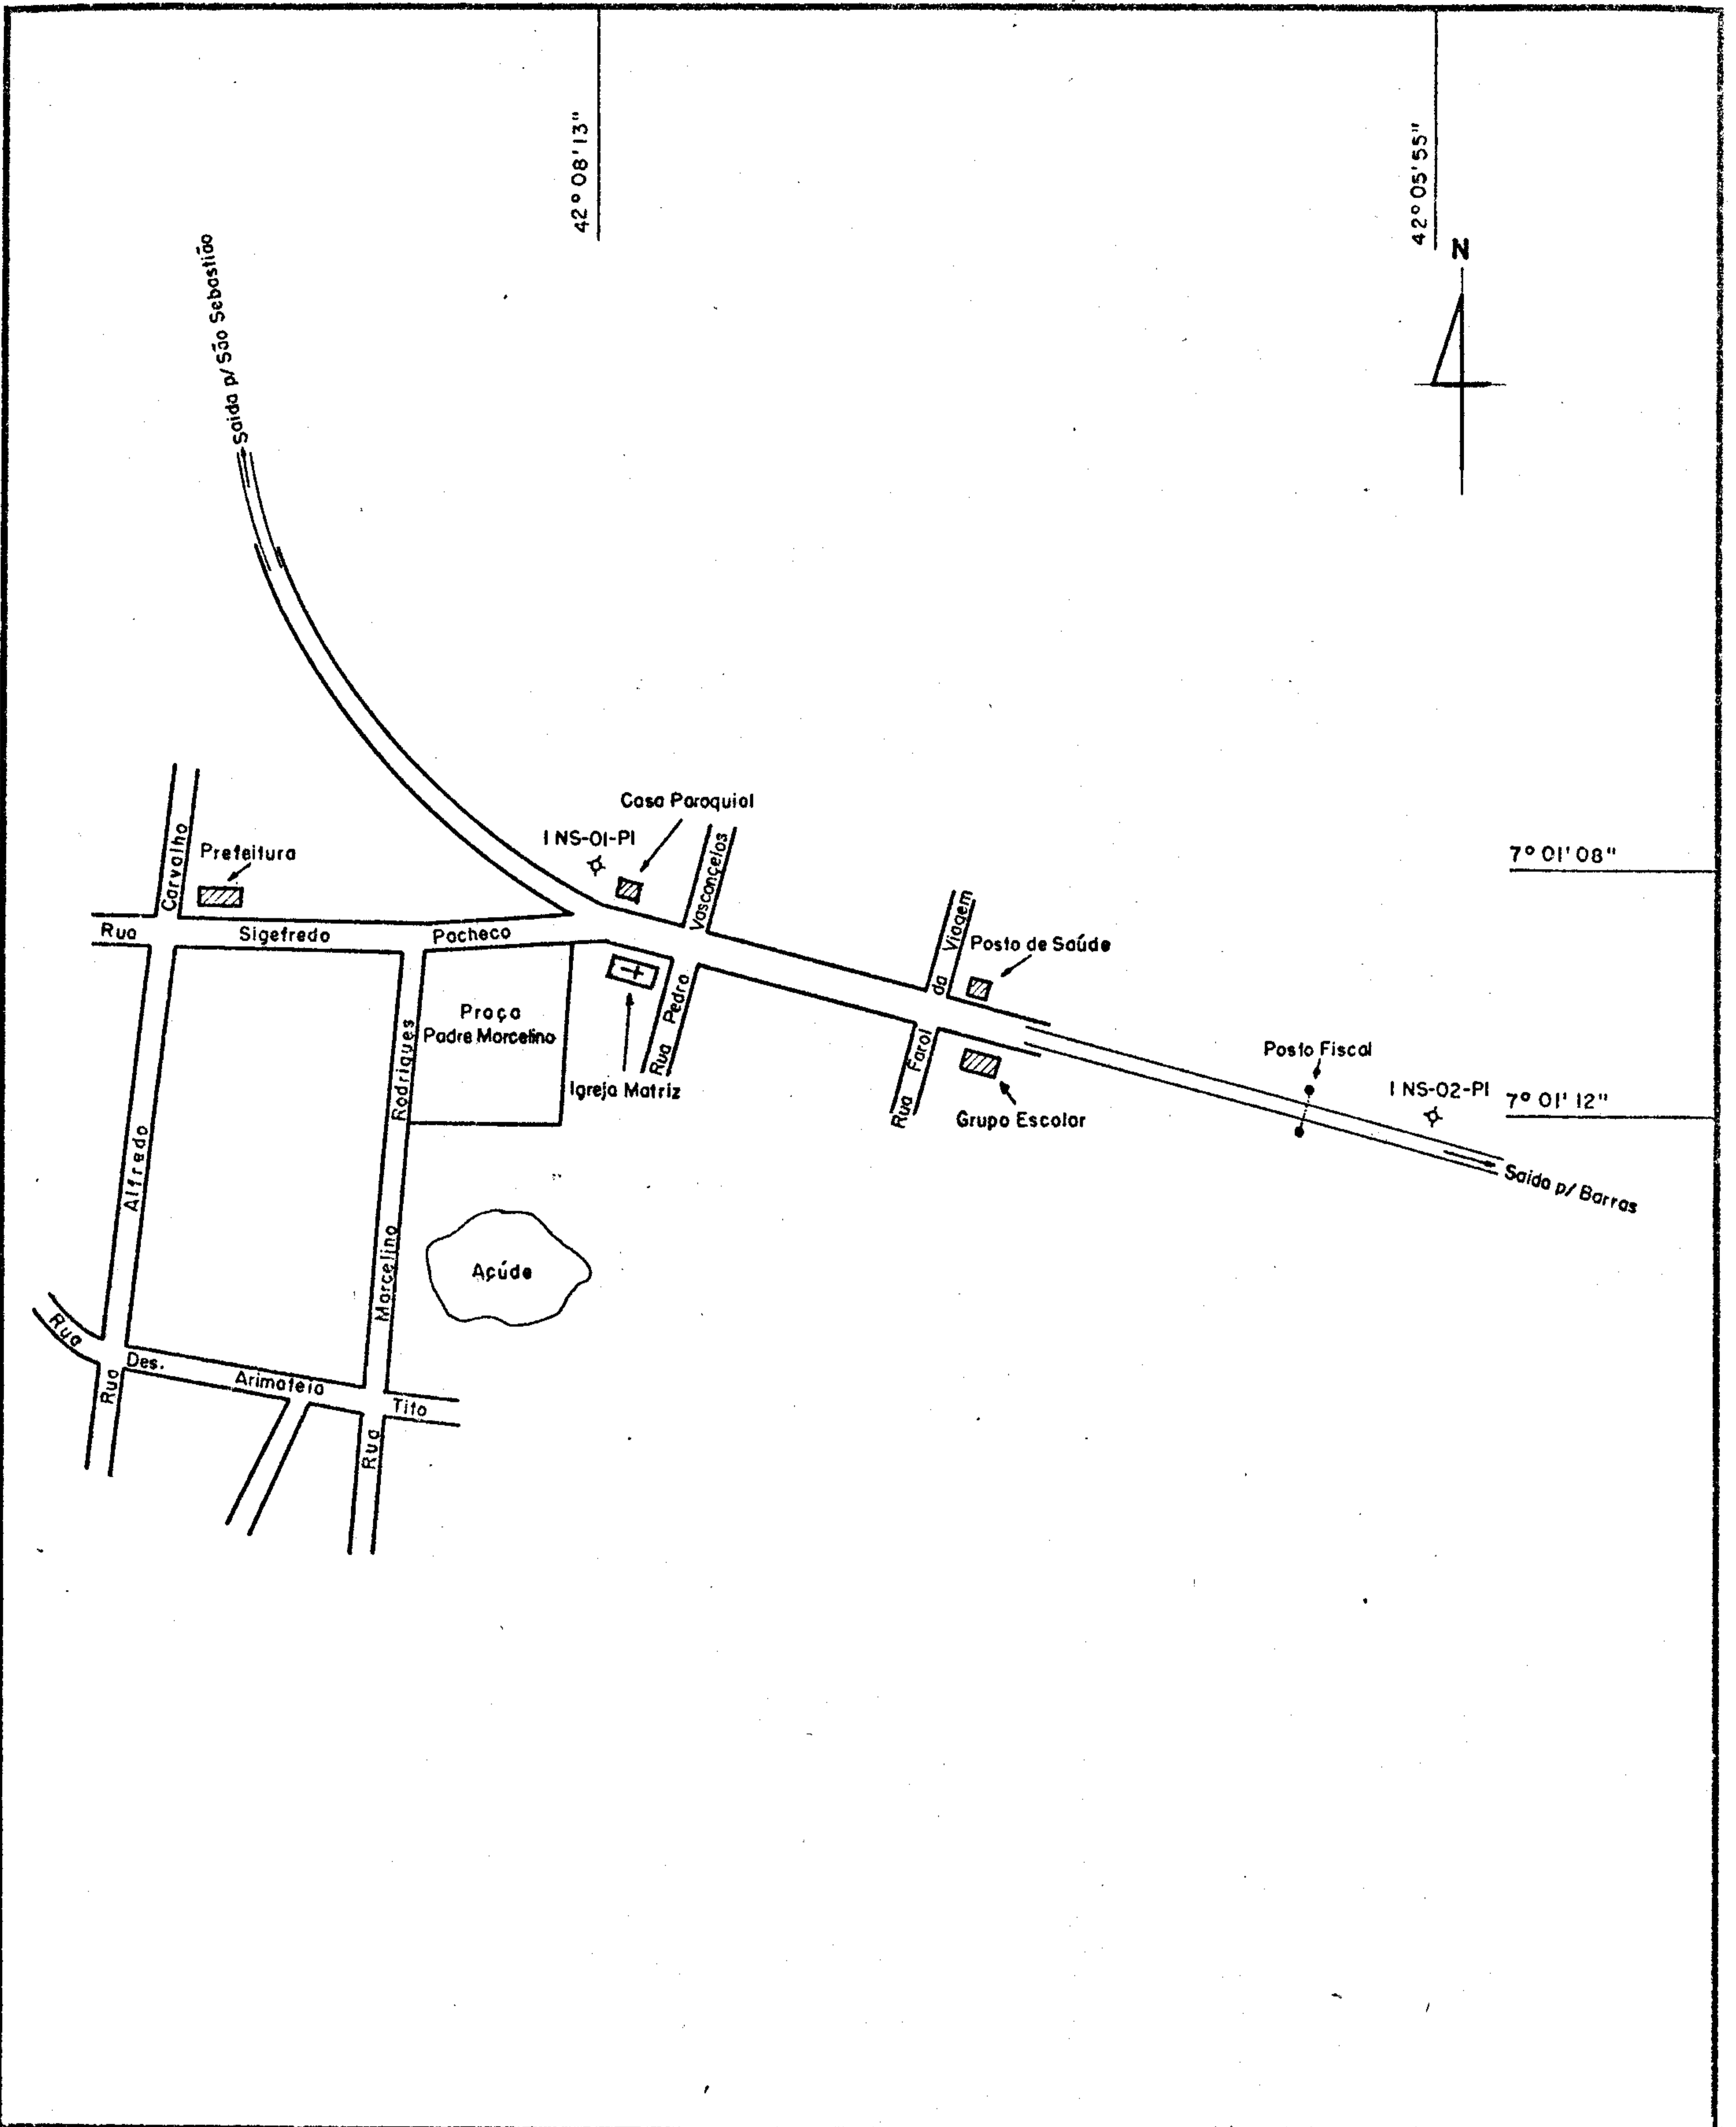 42° 08' 13"
42° 05' 55"
N
Saida p/ São Sebastião
Casa Paroquial
1 NS-01-PI
Prefeitura
Carvalho
Vasconcelos
7° 01' 08"
Rua Sigefredo Pacheco
da Viagem
Posto de Saúde
Praça
Padre Marcelino
Rua Pedro
Rua Farol
Igreja Matriz
Rodrigues
Grupo Escolar
Posto Fiscal
1 NS-02-PI
7° 01' 12"
Saida p/ Barras
Alfredo
Marcelino
Açúde
Rua Des. Arimateia Tito
Rua
Rua